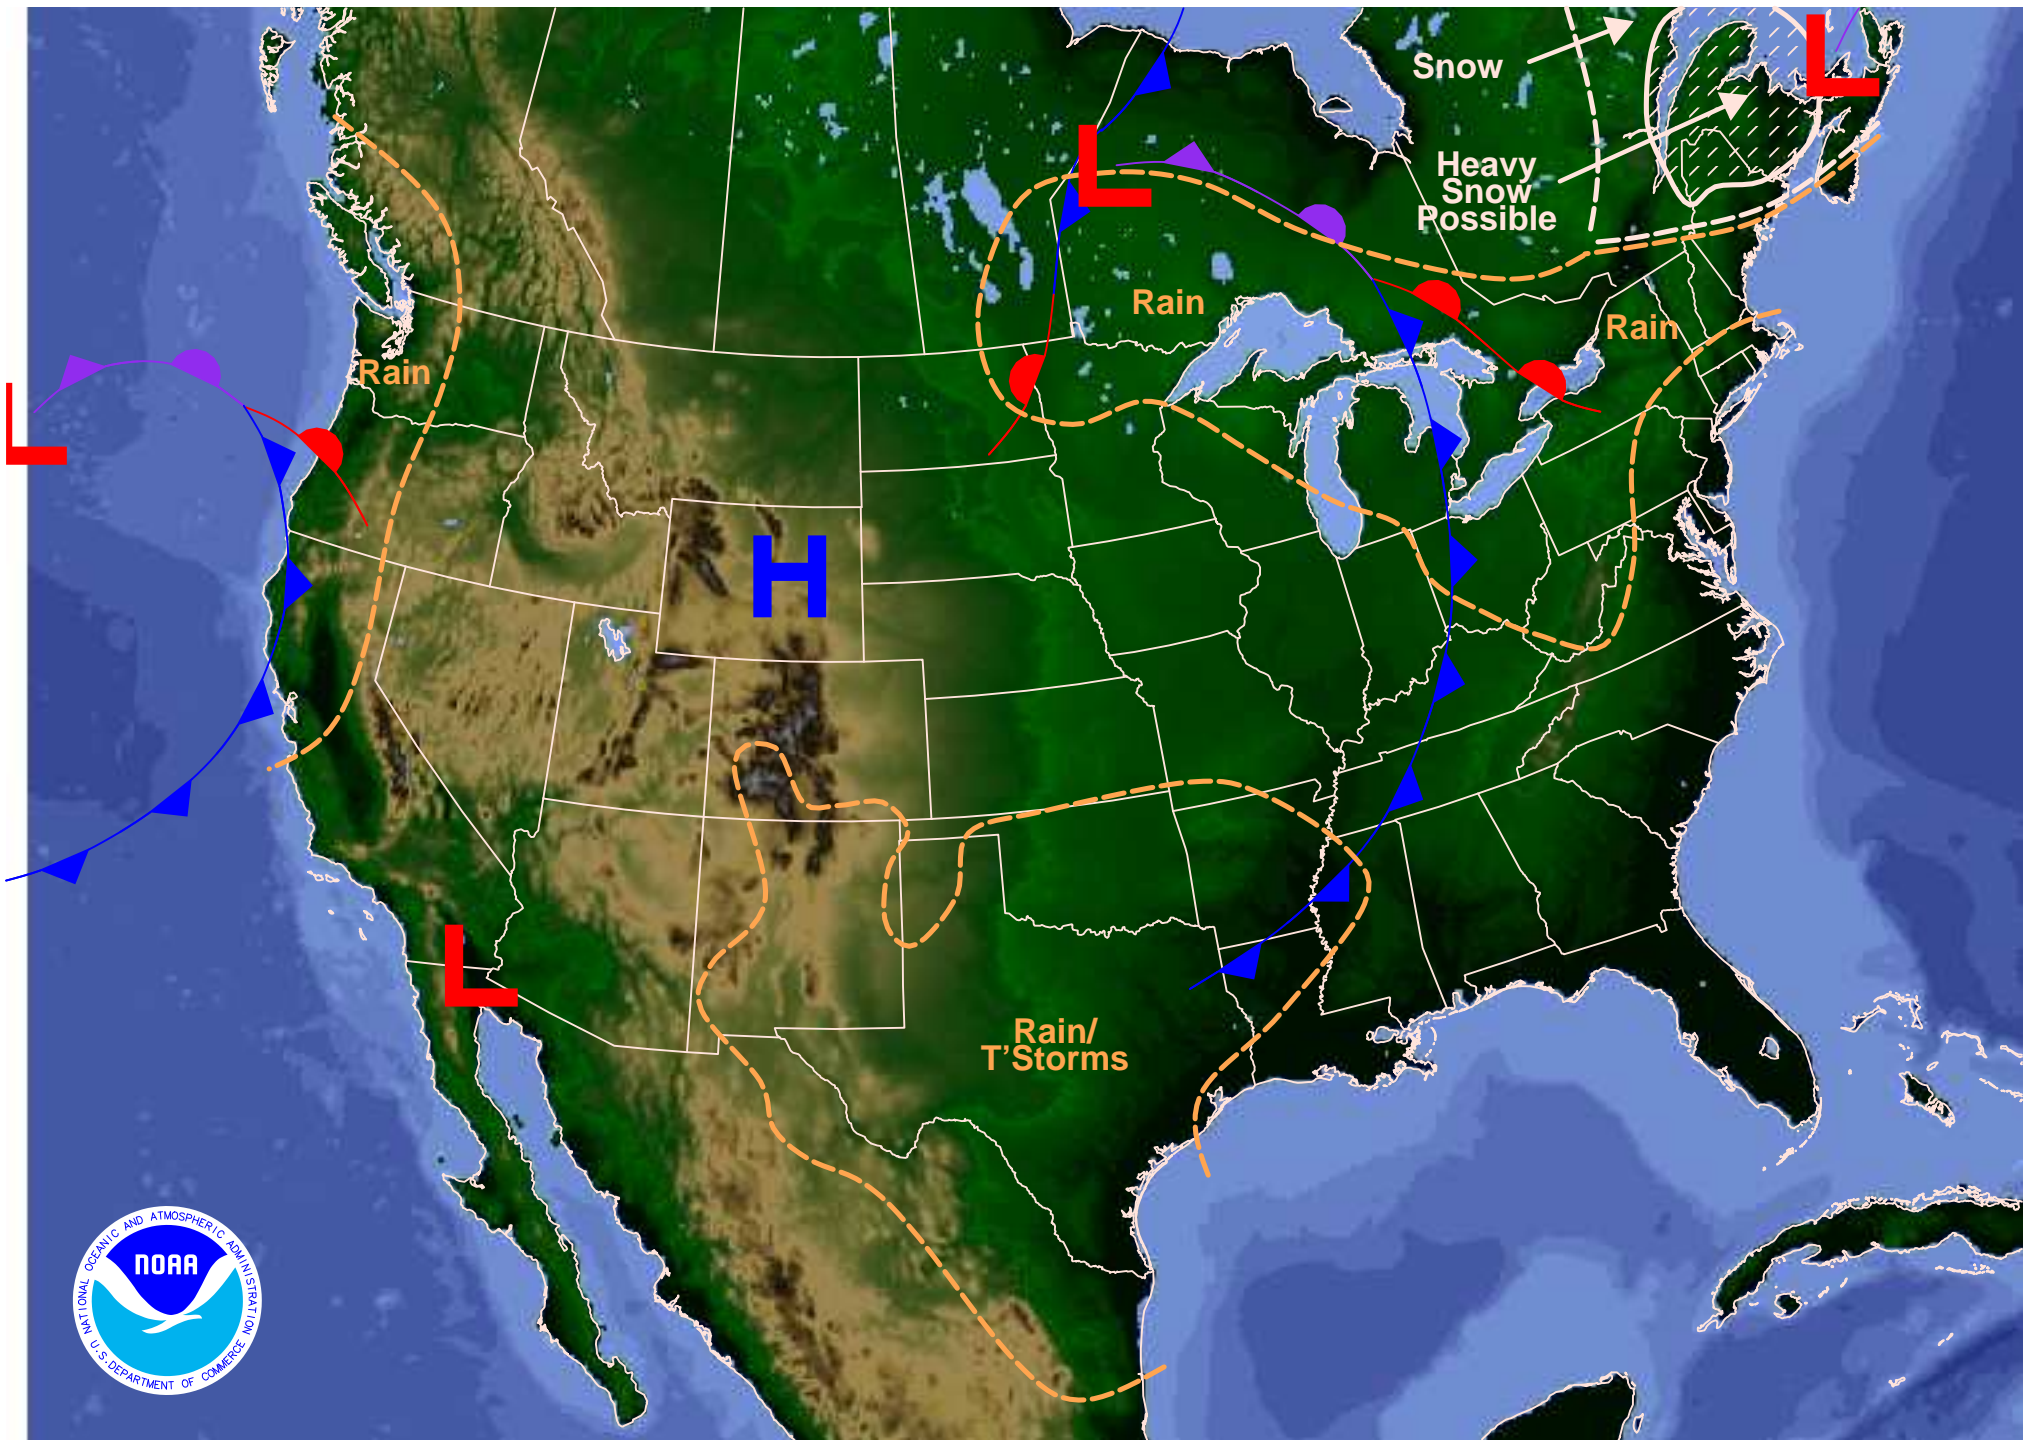 Snow
Heavy
Snow
Possible
L
L
Rain
Rain
Rain
L
H
L
Rain/
T'Storms
NATIONAL OCEANIC AND ATMOSPHERIC ADMINISTRATION
NOAA
U.S. DEPARTMENT OF COMMERCE